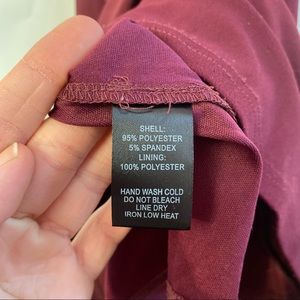 SHELL:
95% POLYESTER
5% SPANDEX
LINING:
100% POLYESTER
HAND WASH COLD
DO NOT BLEACH
LINE DRY
IRON LOW HEAT